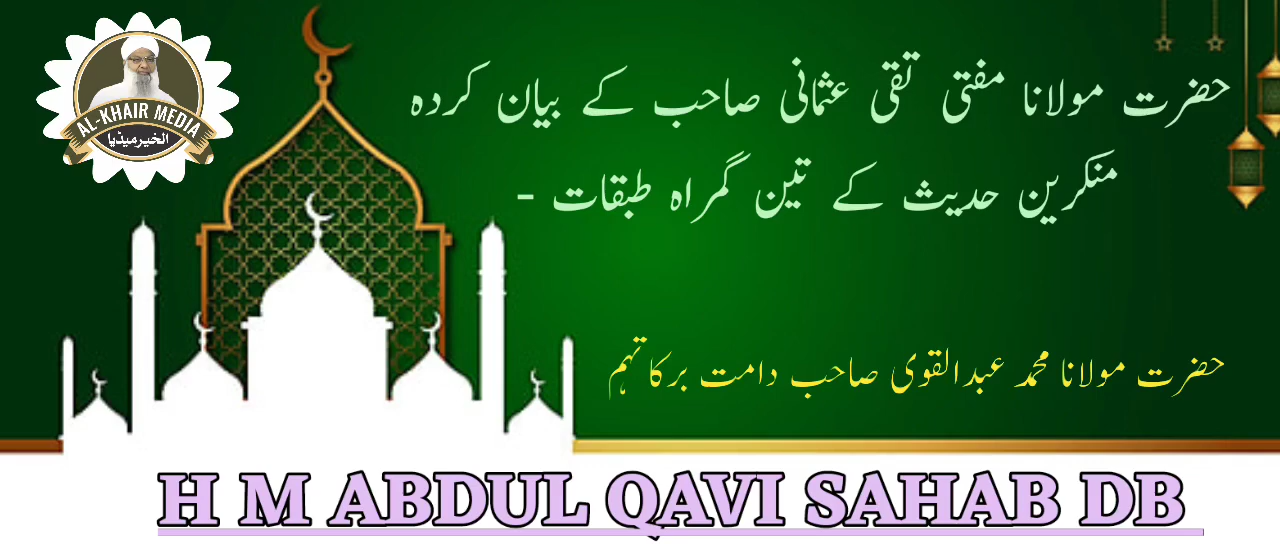 AL-KHAIR MEDIA
الخیر میڈیا
حضرت مولانا مفتی تقی عثمانی صاحب کے بیان کردہ
منکرین حدیث کے تین گمراہ طبقات -
حضرت مولانا محمد عبدالقوی صاحب دامت برکاتہم
H M ABDUL QAVI SAHAB DB